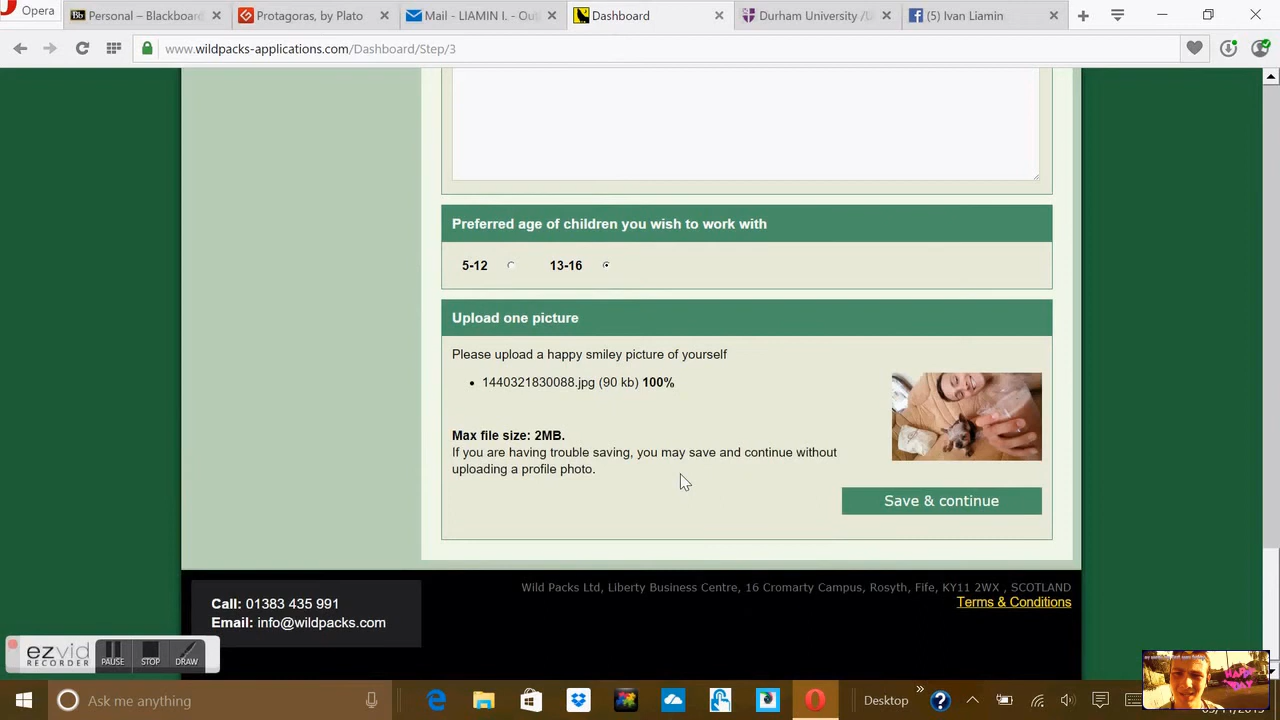 Opera
Bb Personal – Blackboard
Protagoras, by Plato
Mail - LIAMIN I. - Out
Dashboard
Durham University /D
(5) Ivan Liamin
www.wildpacks-applications.com/Dashboard/Step/3
Preferred age of children you wish to work with
5-12 13-16
Upload one picture
Please upload a happy smiley picture of yourself
• 1440321830088.jpg (90 kb) 100%
Max file size: 2MB.
If you are having trouble saving, you may save and continue without
uploading a profile photo.
Save & continue
Wild Packs Ltd, Liberty Business Centre, 16 Cromarty Campus, Rosyth, Fife, KY11 2WX , SCOTLAND
Terms & Conditions
Call: 01383 435 991
Email: info@wildpacks.com
ezvid
RECORDER
PAUSE STOP DRAW
HAPPY
DAY
Ask me anything
Desktop